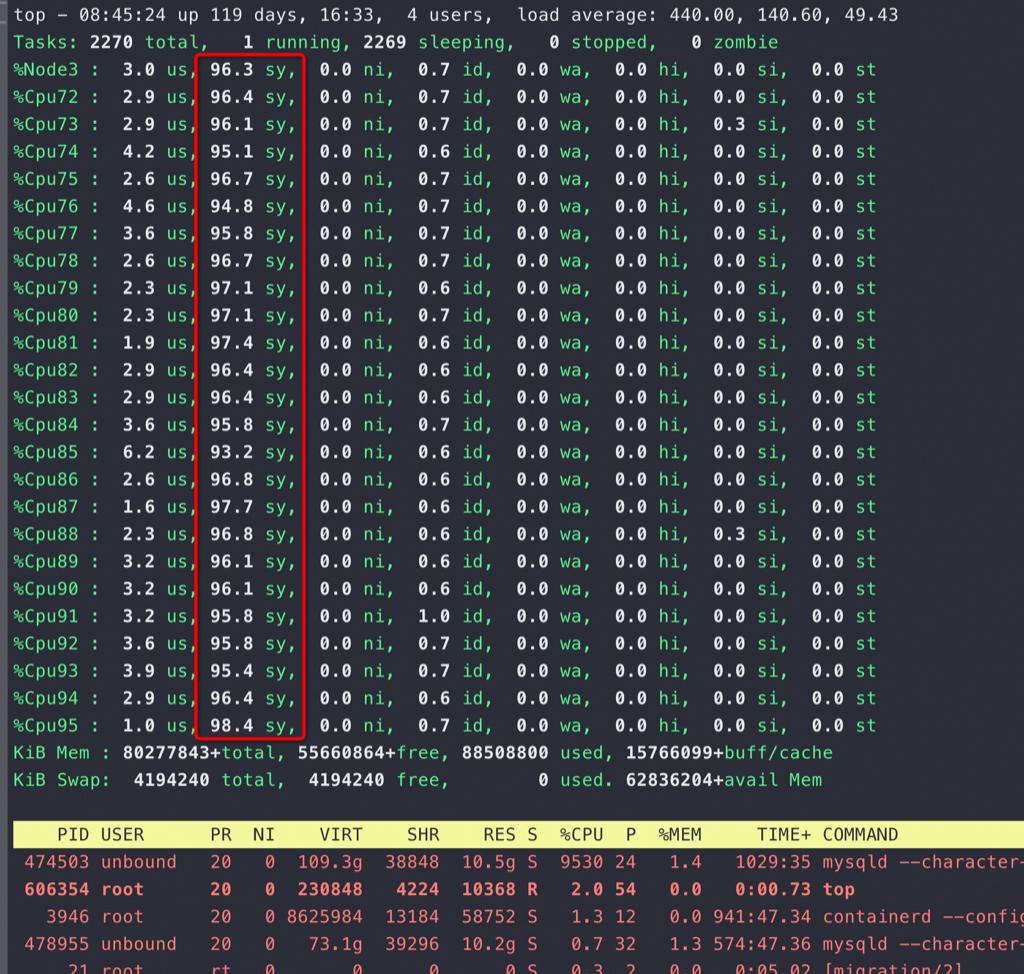 top - 08:45:24 up 119 days, 16:33,  4 users,  load average: 440.00, 140.60, 49.43
Tasks: 2270 total,   1 running, 2269 sleeping,   0 stopped,   0 zombie
%Node3 :  3.0 us, 96.3 sy,  0.0 ni,  0.7 id,  0.0 wa,  0.0 hi,  0.0 si,  0.0 st
%Cpu72 :  2.9 us, 96.4 sy,  0.0 ni,  0.7 id,  0.0 wa,  0.0 hi,  0.0 si,  0.0 st
%Cpu73 :  2.9 us, 96.1 sy,  0.0 ni,  0.7 id,  0.0 wa,  0.0 hi,  0.3 si,  0.0 st
%Cpu74 :  4.2 us, 95.1 sy,  0.0 ni,  0.6 id,  0.0 wa,  0.0 hi,  0.0 si,  0.0 st
%Cpu75 :  2.6 us, 96.7 sy,  0.0 ni,  0.7 id,  0.0 wa,  0.0 hi,  0.0 si,  0.0 st
%Cpu76 :  4.6 us, 94.8 sy,  0.0 ni,  0.7 id,  0.0 wa,  0.0 hi,  0.0 si,  0.0 st
%Cpu77 :  3.6 us, 95.8 sy,  0.0 ni,  0.7 id,  0.0 wa,  0.0 hi,  0.0 si,  0.0 st
%Cpu78 :  2.6 us, 96.7 sy,  0.0 ni,  0.7 id,  0.0 wa,  0.0 hi,  0.0 si,  0.0 st
%Cpu79 :  2.3 us, 97.1 sy,  0.0 ni,  0.6 id,  0.0 wa,  0.0 hi,  0.0 si,  0.0 st
%Cpu80 :  2.3 us, 97.1 sy,  0.0 ni,  0.7 id,  0.0 wa,  0.0 hi,  0.0 si,  0.0 st
%Cpu81 :  1.9 us, 97.4 sy,  0.0 ni,  0.6 id,  0.0 wa,  0.0 hi,  0.0 si,  0.0 st
%Cpu82 :  2.9 us, 96.4 sy,  0.0 ni,  0.6 id,  0.0 wa,  0.0 hi,  0.0 si,  0.0 st
%Cpu83 :  2.9 us, 96.4 sy,  0.0 ni,  0.6 id,  0.0 wa,  0.0 hi,  0.0 si,  0.0 st
%Cpu84 :  3.6 us, 95.8 sy,  0.0 ni,  0.7 id,  0.0 wa,  0.0 hi,  0.0 si,  0.0 st
%Cpu85 :  6.2 us, 93.2 sy,  0.0 ni,  0.6 id,  0.0 wa,  0.0 hi,  0.0 si,  0.0 st
%Cpu86 :  2.6 us, 96.8 sy,  0.0 ni,  0.6 id,  0.0 wa,  0.0 hi,  0.0 si,  0.0 st
%Cpu87 :  1.6 us, 97.7 sy,  0.0 ni,  0.6 id,  0.0 wa,  0.0 hi,  0.0 si,  0.0 st
%Cpu88 :  2.3 us, 96.8 sy,  0.0 ni,  0.6 id,  0.0 wa,  0.0 hi,  0.3 si,  0.0 st
%Cpu89 :  3.2 us, 96.1 sy,  0.0 ni,  0.6 id,  0.0 wa,  0.0 hi,  0.0 si,  0.0 st
%Cpu90 :  3.2 us, 96.1 sy,  0.0 ni,  0.6 id,  0.0 wa,  0.0 hi,  0.0 si,  0.0 st
%Cpu91 :  3.2 us, 95.8 sy,  0.0 ni,  1.0 id,  0.0 wa,  0.0 hi,  0.0 si,  0.0 st
%Cpu92 :  3.6 us, 95.8 sy,  0.0 ni,  0.7 id,  0.0 wa,  0.0 hi,  0.0 si,  0.0 st
%Cpu93 :  3.9 us, 95.4 sy,  0.0 ni,  0.7 id,  0.0 wa,  0.0 hi,  0.0 si,  0.0 st
%Cpu94 :  2.9 us, 96.4 sy,  0.0 ni,  0.6 id,  0.0 wa,  0.0 hi,  0.0 si,  0.0 st
%Cpu95 :  1.0 us, 98.4 sy,  0.0 ni,  0.7 id,  0.0 wa,  0.0 hi,  0.0 si,  0.0 st
KiB Mem : 80277843+total, 55660864+free, 88508800 used, 15766099+buff/cache
KiB Swap:  4194240 total,  4194240 free,        0 used. 62836204+avail Mem
PID USER PR NI VIRT SHR RES S %CPU P %MEM TIME+ COMMAND
474503 unbound 20 0 109.3g 38848 10.5g S 9530 24 1.4 1029:35 mysqld --character-
606354 root 20 0 230848 4224 10368 R 2.0 54 0.0 0:00.73 top
3946 root 20 0 8625984 13184 58752 S 1.3 12 0.0 941:47.34 containerd --config
478955 unbound 20 0 73.1g 39296 10.2g S 0.7 32 1.3 574:47.36 mysqld --character-
21 root rt 0 0 0 0 S 0.3 2 0.0 0:05.02 [migration/2]